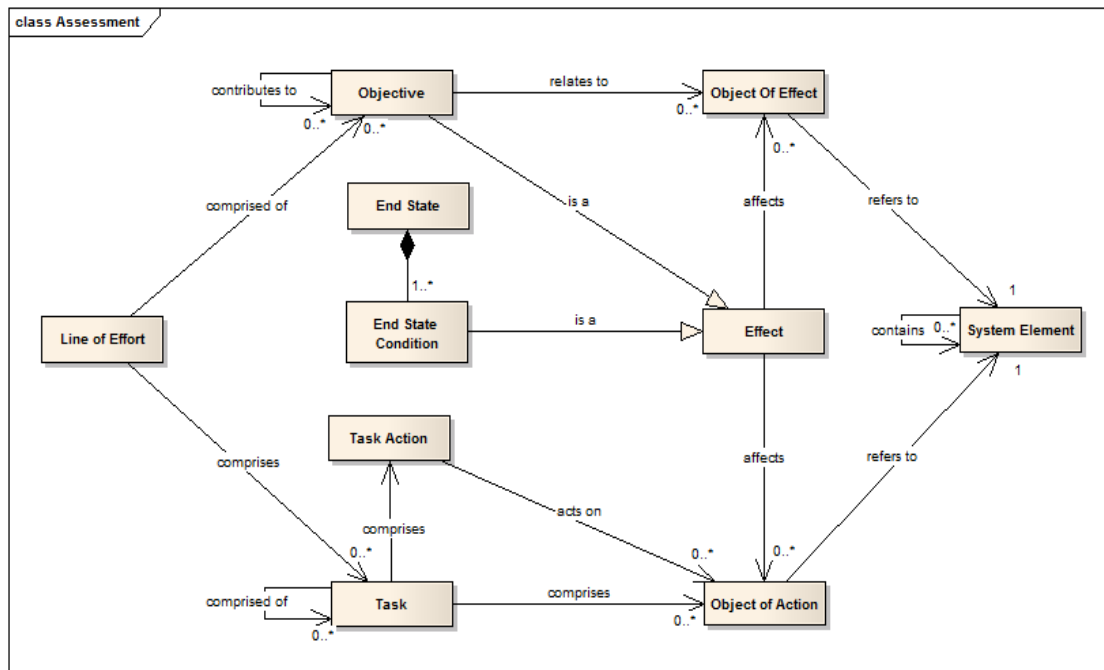 class Assessment
contributes to
Objective
relates to
Object Of Effect
0..*
0..*
0..*
0..*
comprised of
End State
is a
affects
refers to
1..*
1
Line of Effort
End State
Condition
is a
Effect
contains
0..*
System Element
1
Task Action
comprises
affects
refers to
acts on
comprises
0..*
0..*
0..*
comprised of
Task
comprises
Object of Action
0..*
0..*